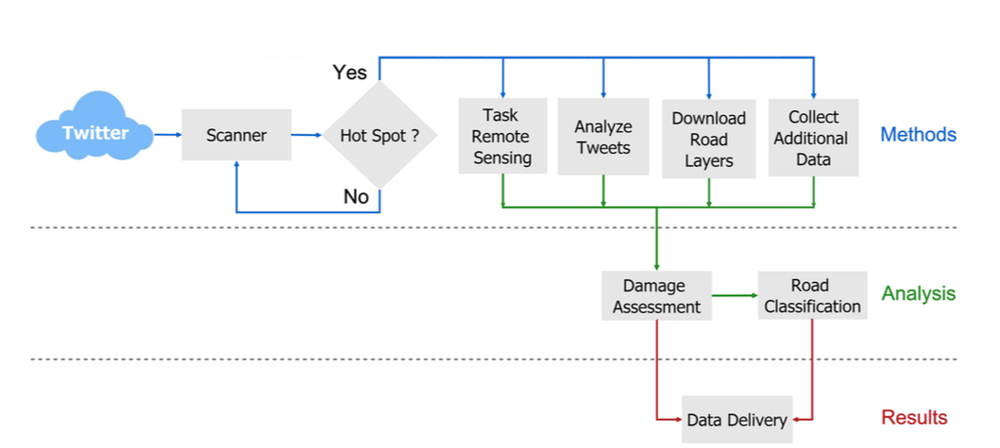 Yes
Twitter
Scanner
Hot Spot ?
No
Task
Remote
Sensing
Analyze
Tweets
Download
Road
Layers
Collect
Additional
Data
Methods
Damage
Assessment
Road
Classification
Analysis
Data Delivery
Results